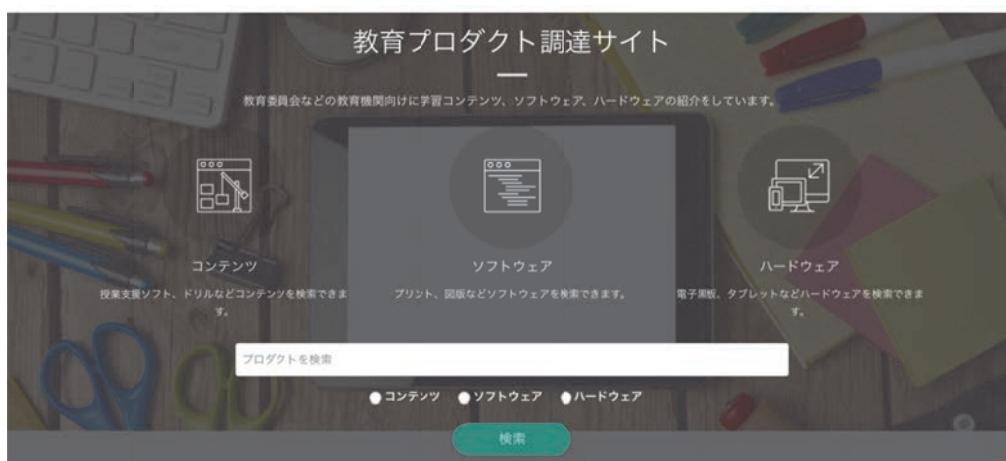 教育プロダクト調達サイト
教育委員会などの教育機関向けに学習コンテンツ、ソフトウェア、ハードウェアの紹介をしています。
コンテンツ
授業支援ソフト、ドリルなどコンテンツを検索できま
す。
ソフトウェア
プリント、図版などソフトウェアを検索できます。
ハードウェア
電子黒板、タブレットなどハードウェアを検索できま
す。
プロダクトを検索
コンテンツ ソフトウェア ハードウェア
検索